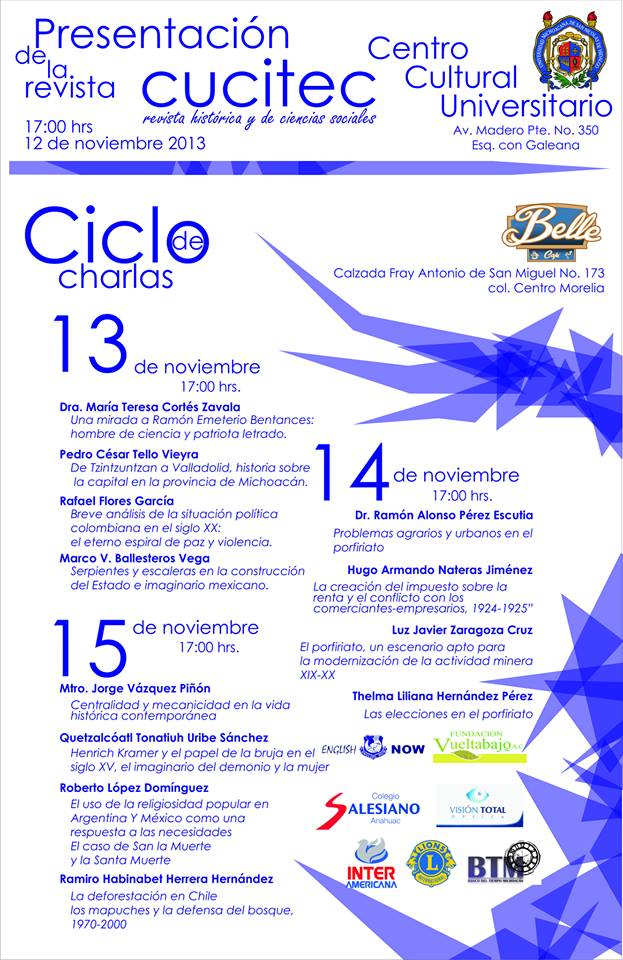 Presentación
de
la
revista
cucitec
revista histórica y de ciencias sociales
17:00 hrs
12 de noviembre 2013
Centro
Cultural
Universitario
Av. Madero Pte. No. 350
Esq. con Galeana
Ciclo
de
charlas
Belle
Café
Calzada Fray Antonio de San Miguel No. 173
col. Centro Morelia
13
de noviembre
17:00 hrs.
Dra. María Teresa Cortés Zavala
Una mirada a Ramón Emeterio Bentances:
hombre de ciencia y patriota letrado.
Pedro César Tello Vieyra
De Tzintzuntzan a Valladolid, historia sobre
la capital en la provincia de Michoacán.
Rafael Flores García
Breve análisis de la situación política
colombiana en el siglo XX:
el eterno espiral de paz y violencia.
Marco V. Ballesteros Vega
Serpientes y escaleras en la construcción
del Estado e imaginario mexicano.
14
de noviembre
17:00 hrs.
Dr. Ramón Alonso Pérez Escutia
Problemas agrarios y urbanos en el
porfiriato
Hugo Armando Nateras Jiménez
La creación del impuesto sobre la
renta y el conflicto con los
comerciantes-empresarios, 1924-1925”
Luz Javier Zaragoza Cruz
El porfiriato, un escenario apto para
la modernización de la actividad minera
XIX-XX
Thelma Liliana Hernández Pérez
Las elecciones en el porfiriato
15
de noviembre
17:00 hrs.
Mtro. Jorge Vázquez Piñón
Centralidad y mecanicidad en la vida
histórica contemporánea
Quetzalcóatl Tonatiuh Uribe Sánchez
Henrich Kramer y el papel de la bruja en el
siglo XV, el imaginario del demonio y la mujer
Roberto López Domínguez
El uso de la religiosidad popular en
Argentina Y México como una
respuesta a las necesidades
El caso de San la Muerte
y la Santa Muerte
Ramiro Habinabet Herrera Hernández
La deforestación en Chile
los mapuches y la defensa del bosque,
1970-2000
ENGLISH NOW
FUNDACIÓN
Vueltabajo A.C.
Colegio
SALESIANO
Anáhuac
VISIÓN TOTAL
ÓPTICA
INTER
AMERICANA
LIONS
L
INTERNATIONAL
BTM
BANCO DEL TIEMPO MICHOACÁN